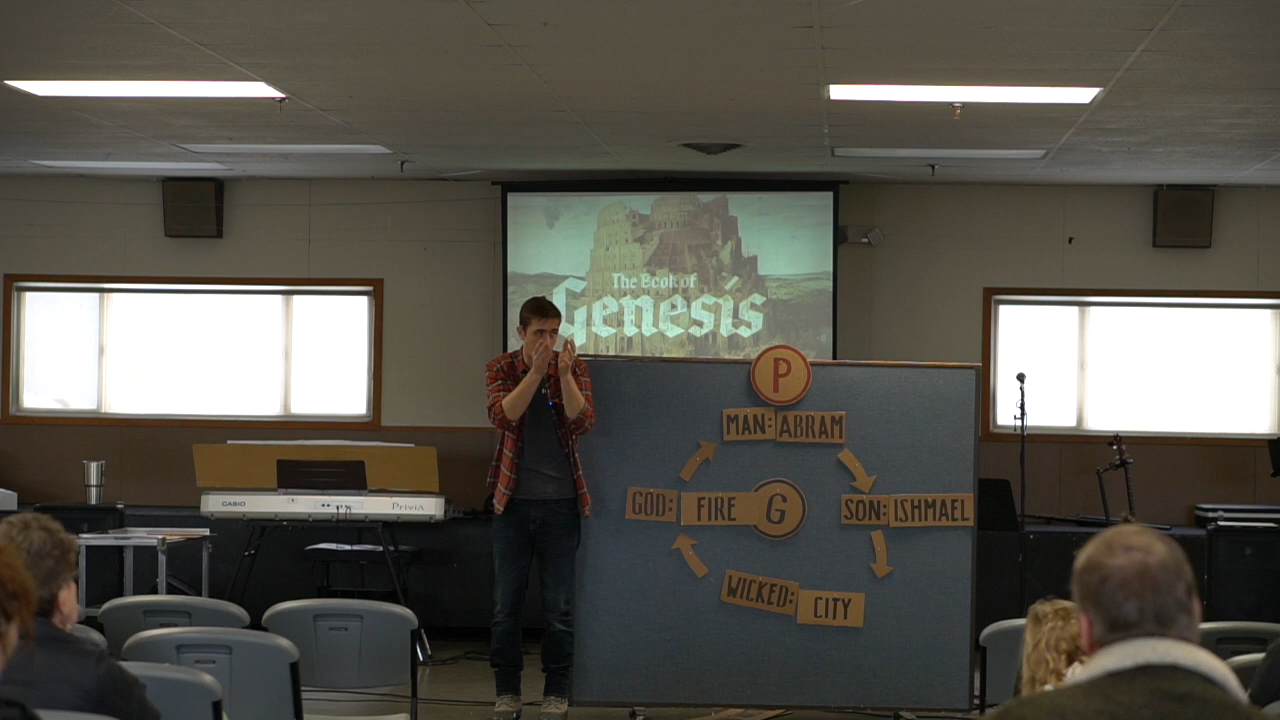 The Book of
Genesis
P
MAN: ABRAM
GOD: FIRE G
SON: ISHMAEL
WICKED: CITY
CASIO
Privia